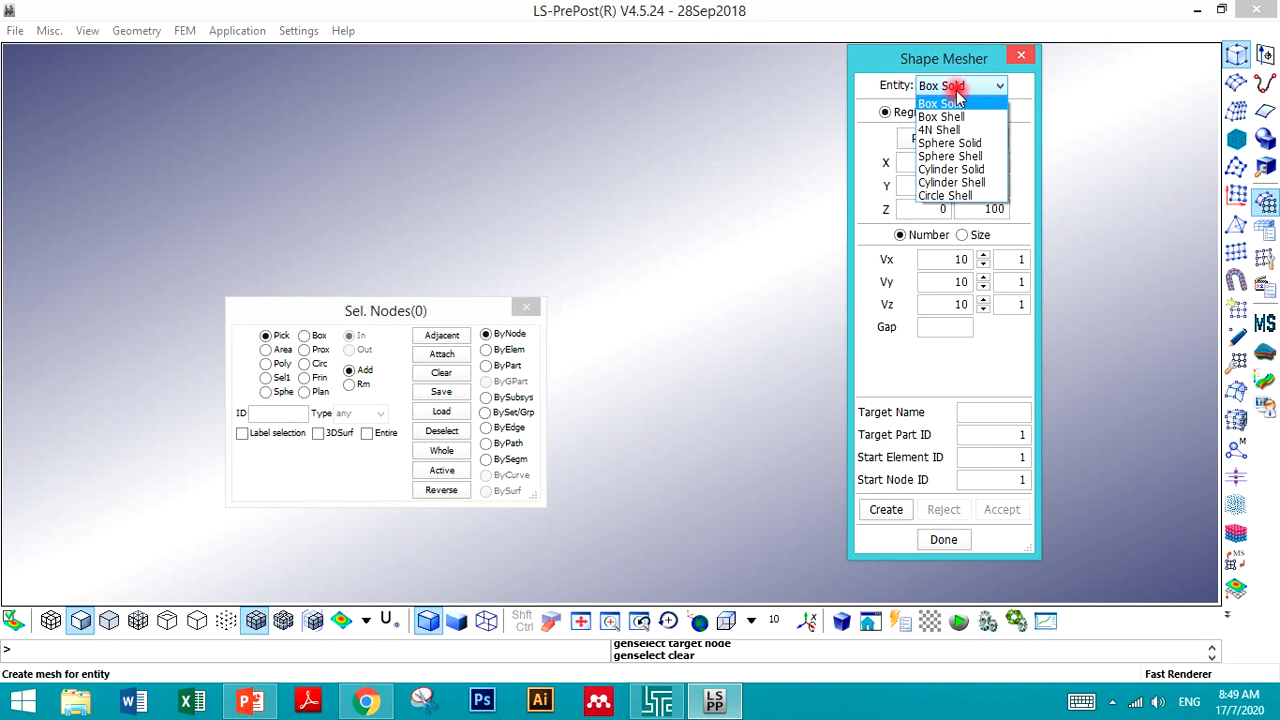 LS-PrePost(R) V4.5.24 - 28Sep2018
File Misc. View Geometry FEM Application Settings Help
Shape Mesher
Entity: Box Solid
Box Solid
Box Shell
4N Shell
Sphere Solid
Sphere Shell
Cylinder Solid
Cylinder Shell
Circle Shell
X
Y
Z 0 100
Number Size
Vx 10 1
Vy 10 1
Vz 10 1
Gap
Target Name
Target Part ID 1
Start Element ID 1
Start Node ID 1
Create Reject Accept
Done
Sel. Nodes(0)
Pick Box In Adjacent ByNode
Area Prox Out Attach ByElem
Poly Circ Add Clear ByPart
Sel1 Frin Rm Save ByGPart
Sphe Plan Load BySubsys
ID Type any BySet/Grp
Label selection 3DSurf Entire Deselect ByEdge
Whole ByPath
Active BySegm
Reverse ByCurve
BySurf
MS
MS
U.
Shft
Ctrl
10
>
genselect target node
genselect clear
Create mesh for entity
Fast Renderer
W X P Ps Ai LS PP
ENG
8:49 AM
17/7/2020